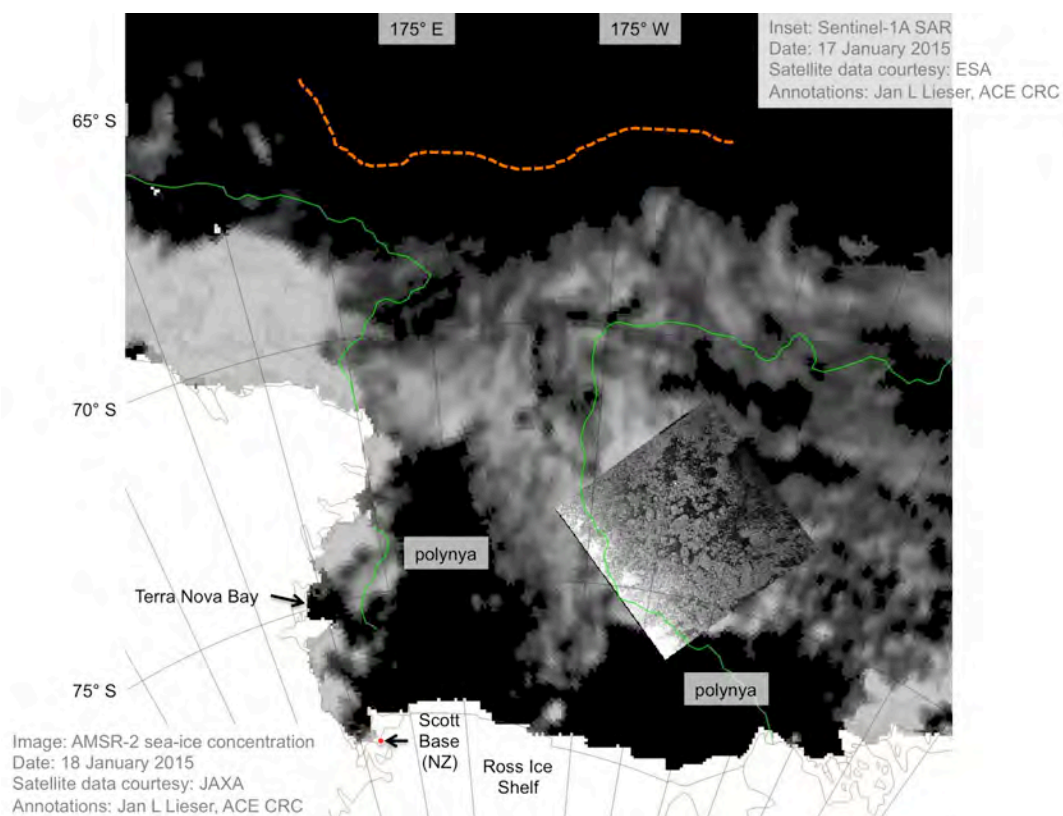 175° E
175° W
Inset: Sentinel-1A SAR
Date: 17 January 2015
Satellite data courtesy: ESA
Annotations: Jan L Lieser, ACE CRC
65° S
70° S
polynya
Terra Nova Bay
75° S
polynya
Scott
Base
(NZ)
Ross Ice
Shelf
Image: AMSR-2 sea-ice concentration
Date: 18 January 2015
Satellite data courtesy: JAXA
Annotations: Jan L Lieser, ACE CRC